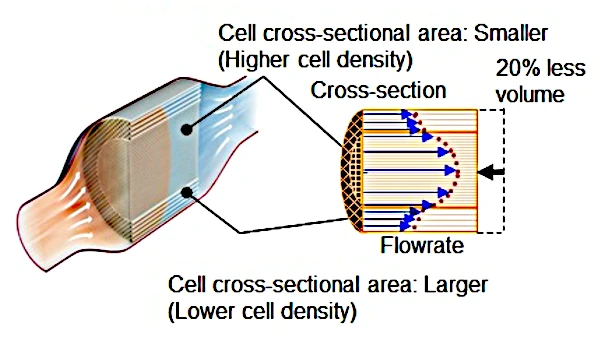 Cell cross-sectional area: Smaller
(Higher cell density)
Cross-section
20% less
volume
Flowrate
Cell cross-sectional area: Larger
(Lower cell density)